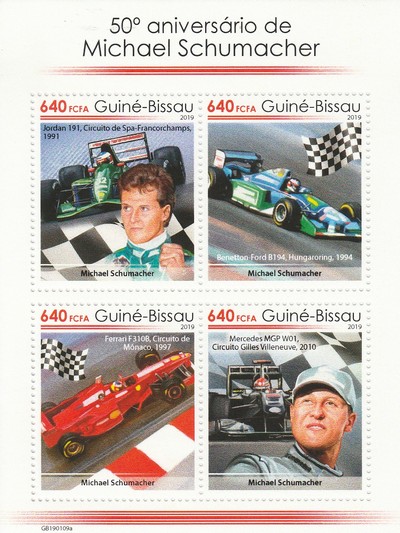 50º aniversário de
Michael Schumacher
640 FCFA Guiné-Bissau
2019
Jordan 191, Circuito de Spa-Francorchamps,
1991
Michael Schumacher
640 FCFA Guiné-Bissau
2019
Benetton-Ford B194, Hungaroring, 1994
Michael Schumacher
640 FCFA Guiné-Bissau
2019
Ferrari F310B, Circuito de
Mônaco, 1997
Michael Schumacher
640 FCFA Guiné-Bissau
2019
Mercedes MGP W01,
Circuito Gilles Villeneuve, 2010
Michael Schumacher
GB190109a